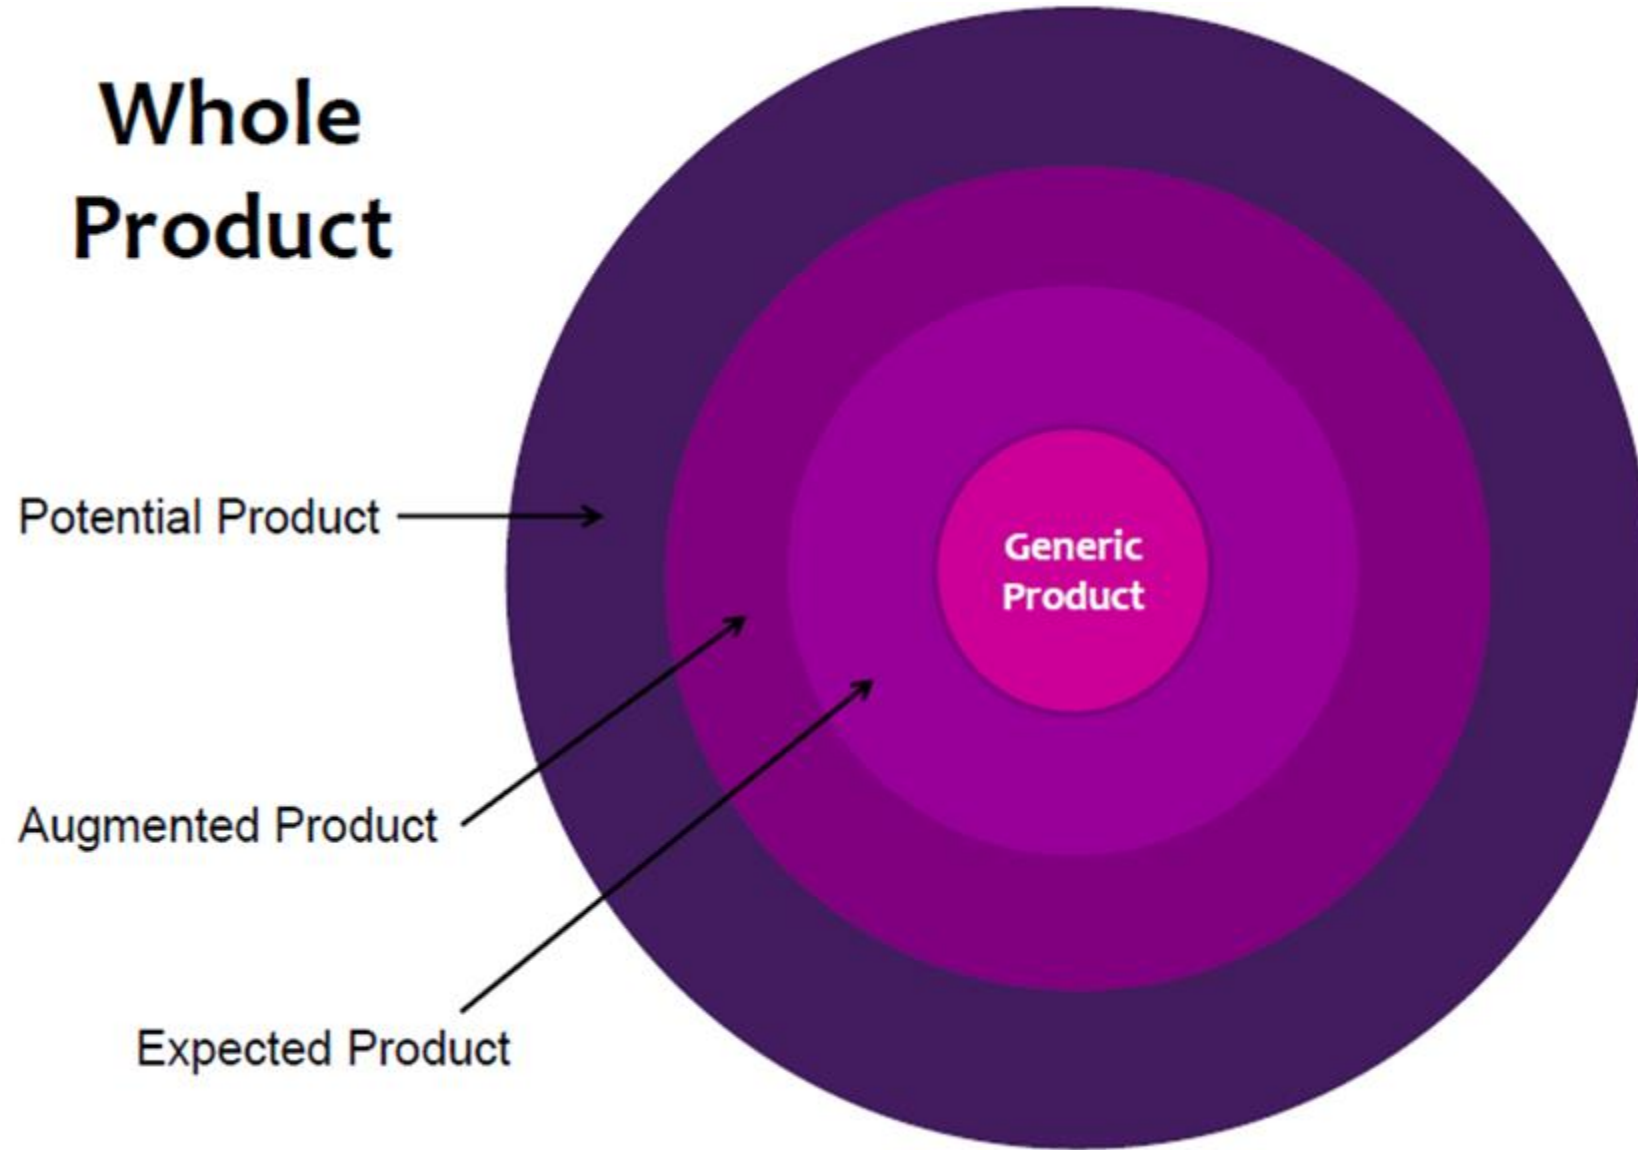 Whole
Product
Potential Product
Generic
Product
Augmented Product
Expected Product